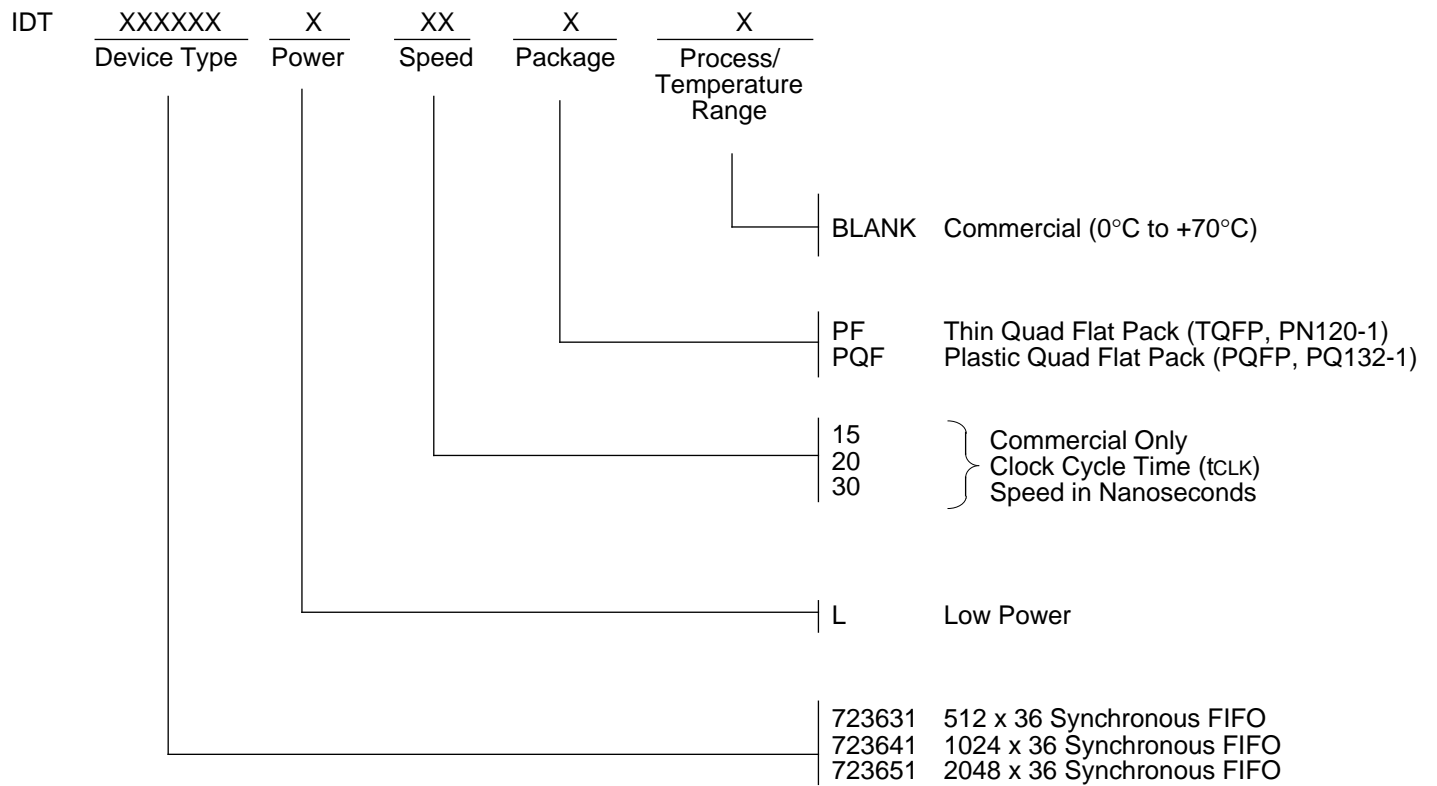 IDT XXXXXX X XX X X
Device Type Power Speed Package Process/
Temperature
Range
BLANK Commercial (0°C to +70°C)
PF Thin Quad Flat Pack (TQFP, PN120-1)
PQF Plastic Quad Flat Pack (PQFP, PQ132-1)
15
20
30
Commercial Only
Clock Cycle Time (tCLK)
Speed in Nanoseconds
L Low Power
723631 512 x 36 Synchronous FIFO
723641 1024 x 36 Synchronous FIFO
723651 2048 x 36 Synchronous FIFO